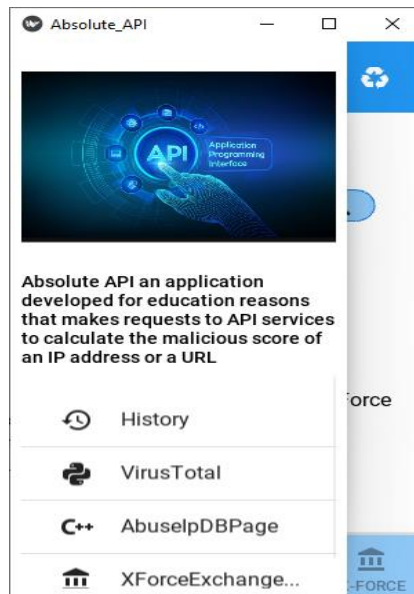 Absolute_API
API
Application
Programming
Interface
Absolute API an application
developed for education reasons
that makes requests to API services
to calculate the malicious score of
an IP address or a URL
orce
History
VirusTotal
C++
AbuseIpDBPage
XForceExchange...
-FORCE